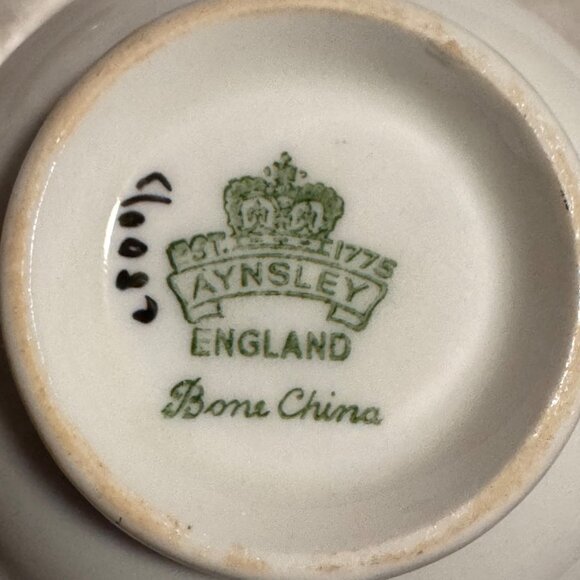 EST. 1775
AYNSLEY
ENGLAND
Bone China